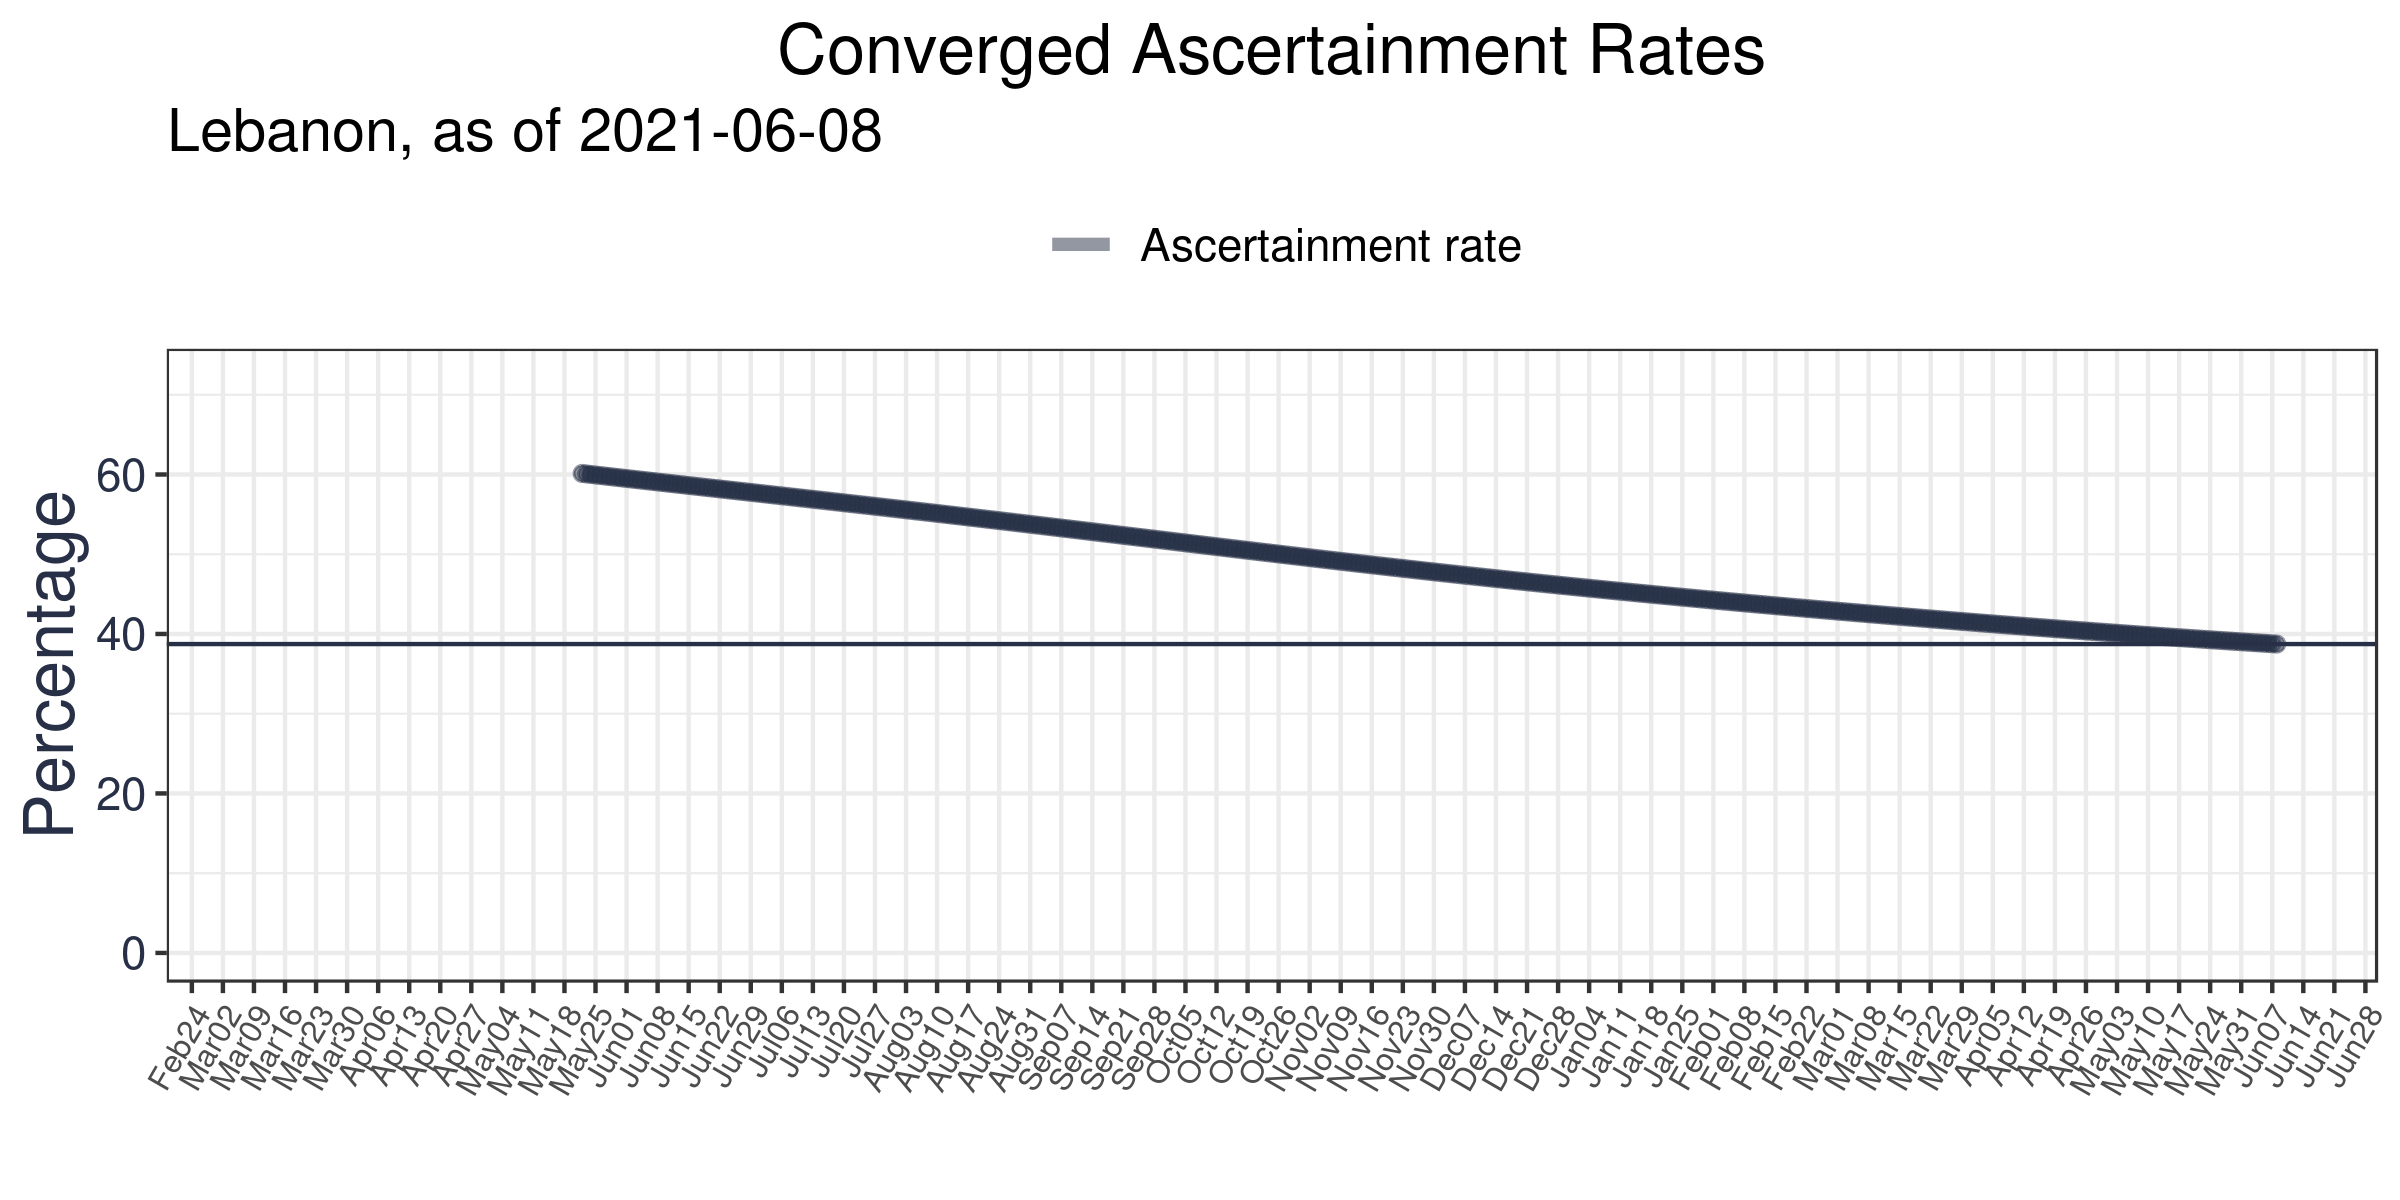 Converged Ascertainment Rates
Lebanon, as of 2021-06-08
Ascertainment rate
Percentage
60
40
20
0
Feb24 Mar02 Mar09 Mar16 Mar23 Mar30 Apr06 Apr13 Apr20 Apr27 May04 May11 May18 May25 Jun01 Jun08 Jun15 Jun22 Jun29 Jul06 Jul13 Jul20 Jul27 Aug03 Aug10 Aug17 Aug24 Aug31 Sep07 Sep14 Sep21 Sep28 Oct05 Oct12 Oct19 Oct26 Nov02 Nov09 Nov16 Nov23 Nov30 Dec07 Dec14 Dec21 Dec28 Jan04 Jan11 Jan18 Jan25 Feb01 Feb08 Feb15 Feb22 Mar01 Mar08 Mar15 Mar22 Mar29 Apr05 Apr12 Apr19 Apr26 May03 May10 May17 May24 May31 Jun07 Jun14 Jun21 Jun28